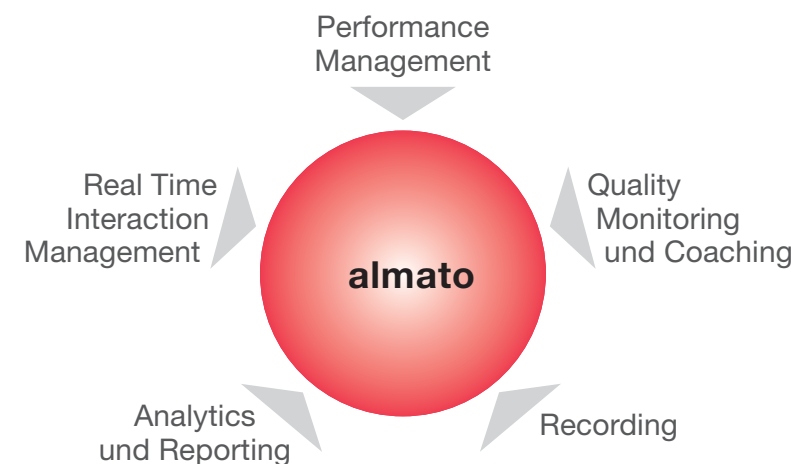 Performance
Management
Real Time
Interaction
Management
Quality
Monitoring
und Coaching
almato
Analytics
und Reporting
Recording